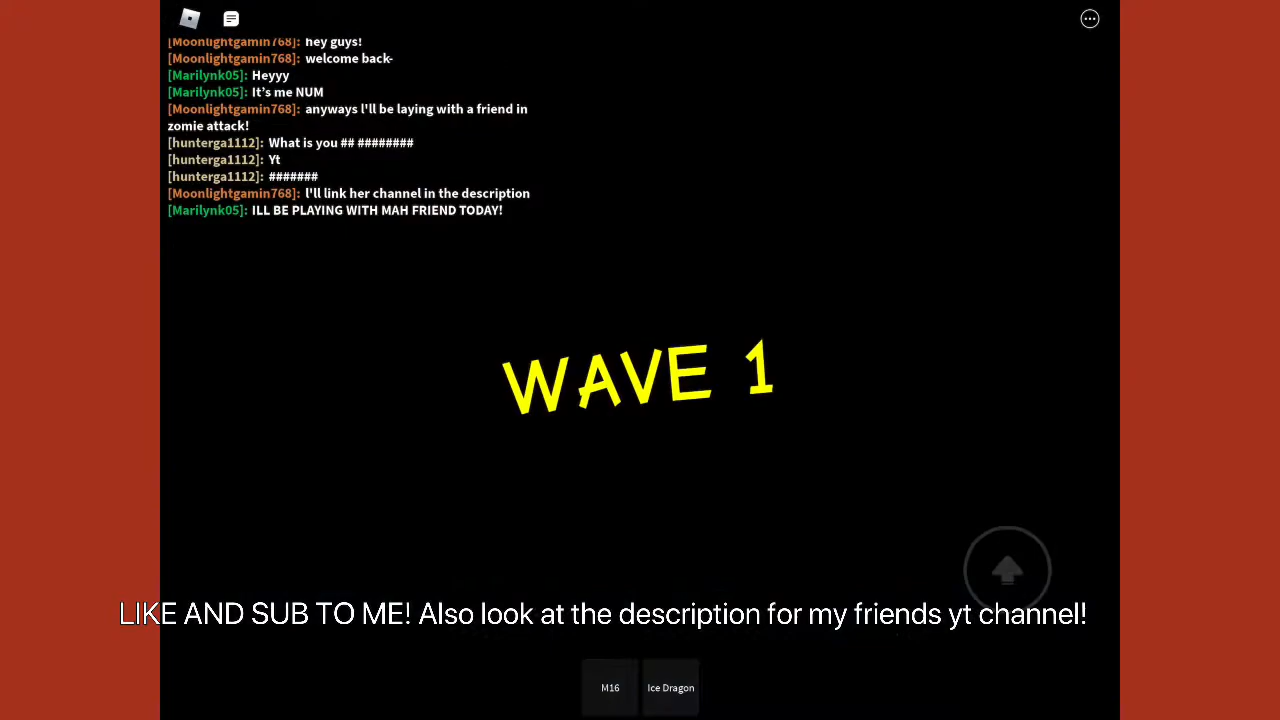 [Moonlightgamin768]: hey guys!
[Moonlightgamin768]: welcome back-
[Marilynk05]: Heyyy
[Marilynk05]: It's me NUM
[Moonlightgamin768]: anyways I'll be laying with a friend in
zomie attack!
[hunterga1112]: What is you ## ########
[hunterga1112]: Yt
[hunterga1112]: #######
[Moonlightgamin768]: I'll link her channel in the description
[Marilynk05]: ILL BE PLAYING WITH MAH FRIEND TODAY!
WAVE 1
LIKE AND SUB TO ME! Also look at the description for my friends yt channel!
M16
Ice Dragon